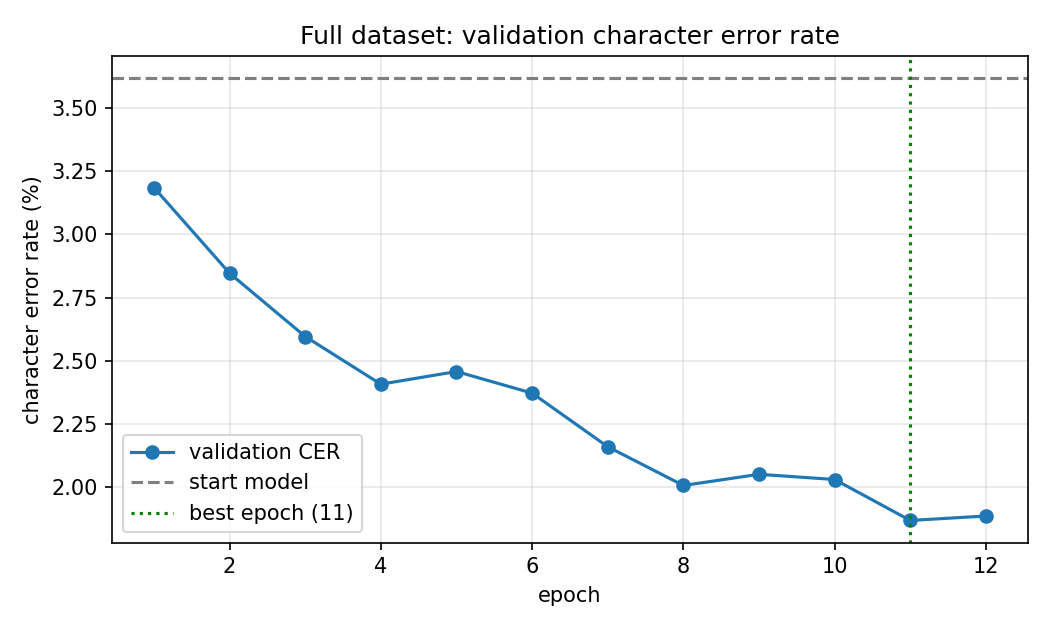 Full dataset: validation character error rate
character error rate (%)
3.50
3.25
3.00
2.75
2.50
2.25
2.00
validation CER
start model
best epoch (11)
2 4 6 8 10 12
epoch